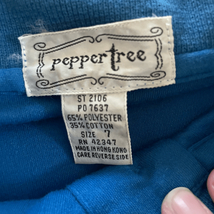 peppertree
ST 2106
PO 7637
65% POLYESTER
35% COTTON
SIZE 7
RN 42347
MADE IN HONG KONG
CARE REVERSE SIDE